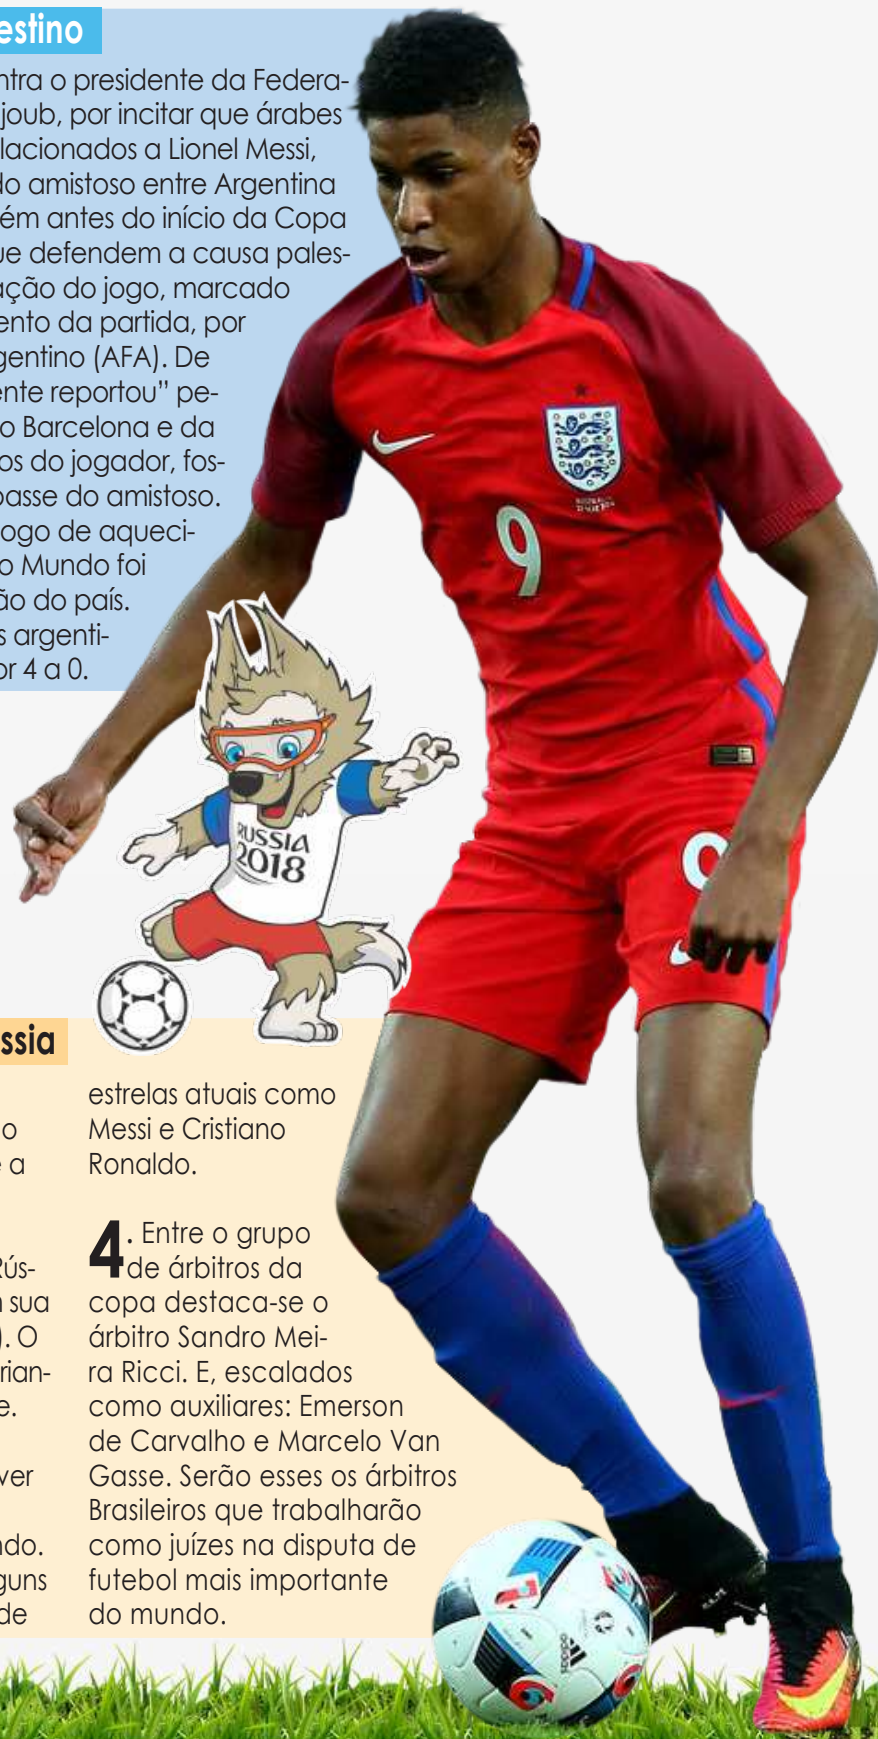 estino
ntra o presidente da Federa-
joub, por incitar que árabes
lacionados a Lionel Messi,
do amistoso entre Argentina
ém antes do início da Copa
ue defendem a causa pales-
ação do jogo, marcado
ento da partida, por
gentino (AFA). De
ente reportou” pe-
o Barcelona e da
os do jogador, fos-
passe do amistoso.
ogo de aqueci-
o Mundo foi
ão do país.
s argenti-
or 4 a 0.
9
RUSSIA
2018
9
ssia
o
e a
Rús-
n sua
). O
rian-
e.
ver
ndo.
guns
de
estrelas atuais como
Messi e Cristiano
Ronaldo.
4. Entre o grupo
de árbitros da
copa destaca-se o
árbitro Sandro Mei-
ra Ricci. E, escalados
como auxiliares: Emerson
de Carvalho e Marcelo Van
Gasse. Serão esses os árbitros
Brasileiros que trabalharão
como juízes na disputa de
futebol mais importante
do mundo.
adidas